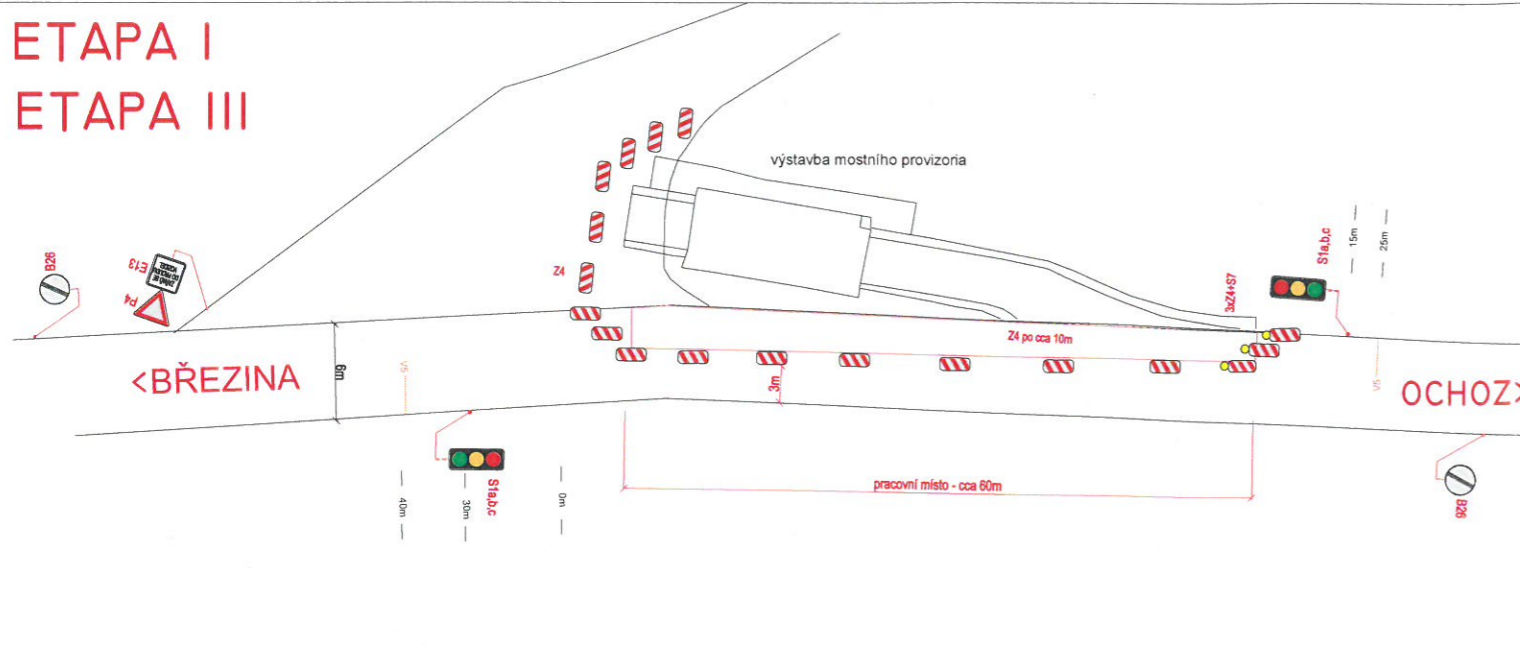 ETAPA I
ETAPA III
výstavba mostního provizoria
B26
E13
P4
Z4
S1a,b,c
15m
25m
3xZ4+S7
Z4 po cca 10m
<BŘEZINA
6m
V5
3m
V5
OCHOZ>
S1a,b,c
40m
30m
0m
pracovní místo - cca 60m
B26